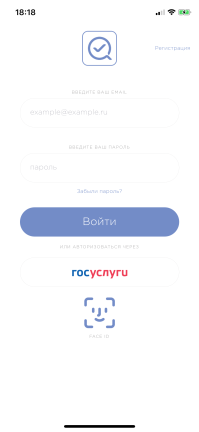 18:18
Регистрация
ВВЕДИТЕ ВАШ EMAIL
example@example.ru
ВВЕДИТЕ ВАШ ПАРОЛЬ
Пароль
Забыли пароль?
Войти
ИЛИ АВТОРИЗОВАТЬСЯ ЧЕРЕЗ
госуслуги
FACE ID